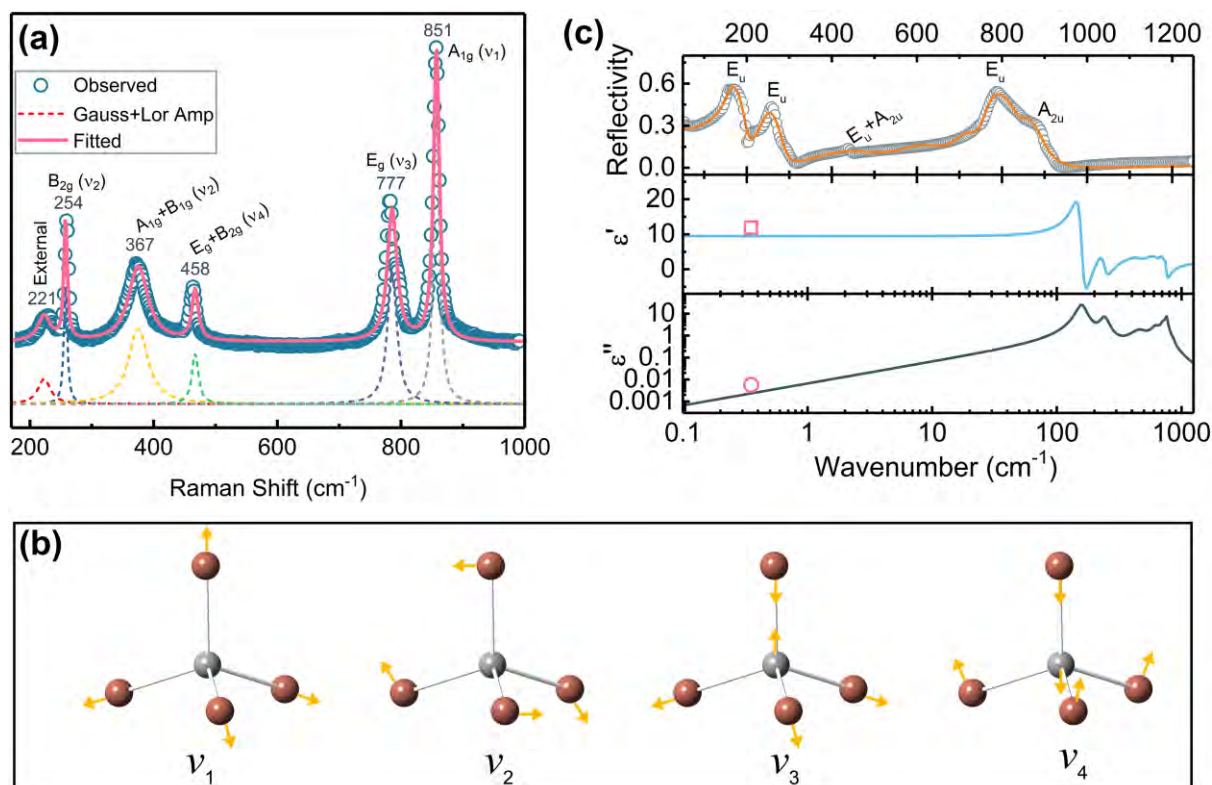 (a)
851
A1g (ν1)
Observed
Gauss+Lor Amp
Fitted
B2g (ν2)
254
External
221
A1g+B1g (ν2)
367
Eg+B2g (ν4)
458
Eg (ν3)
777
200 400 600 800 1000
Raman Shift (cm-1)
(c)
200 400 600 800 1000 1200
Reflectivity
0.6
0.3
0.0
Eu
Eu
Eu+A2u
Eu
A2u
ε'
20
10
0
ε''
10
1
0.1
0.01
0.001
0.1 1 10 100 1000
Wavenumber (cm-1)
(b)
ν1 ν2 ν3 ν4